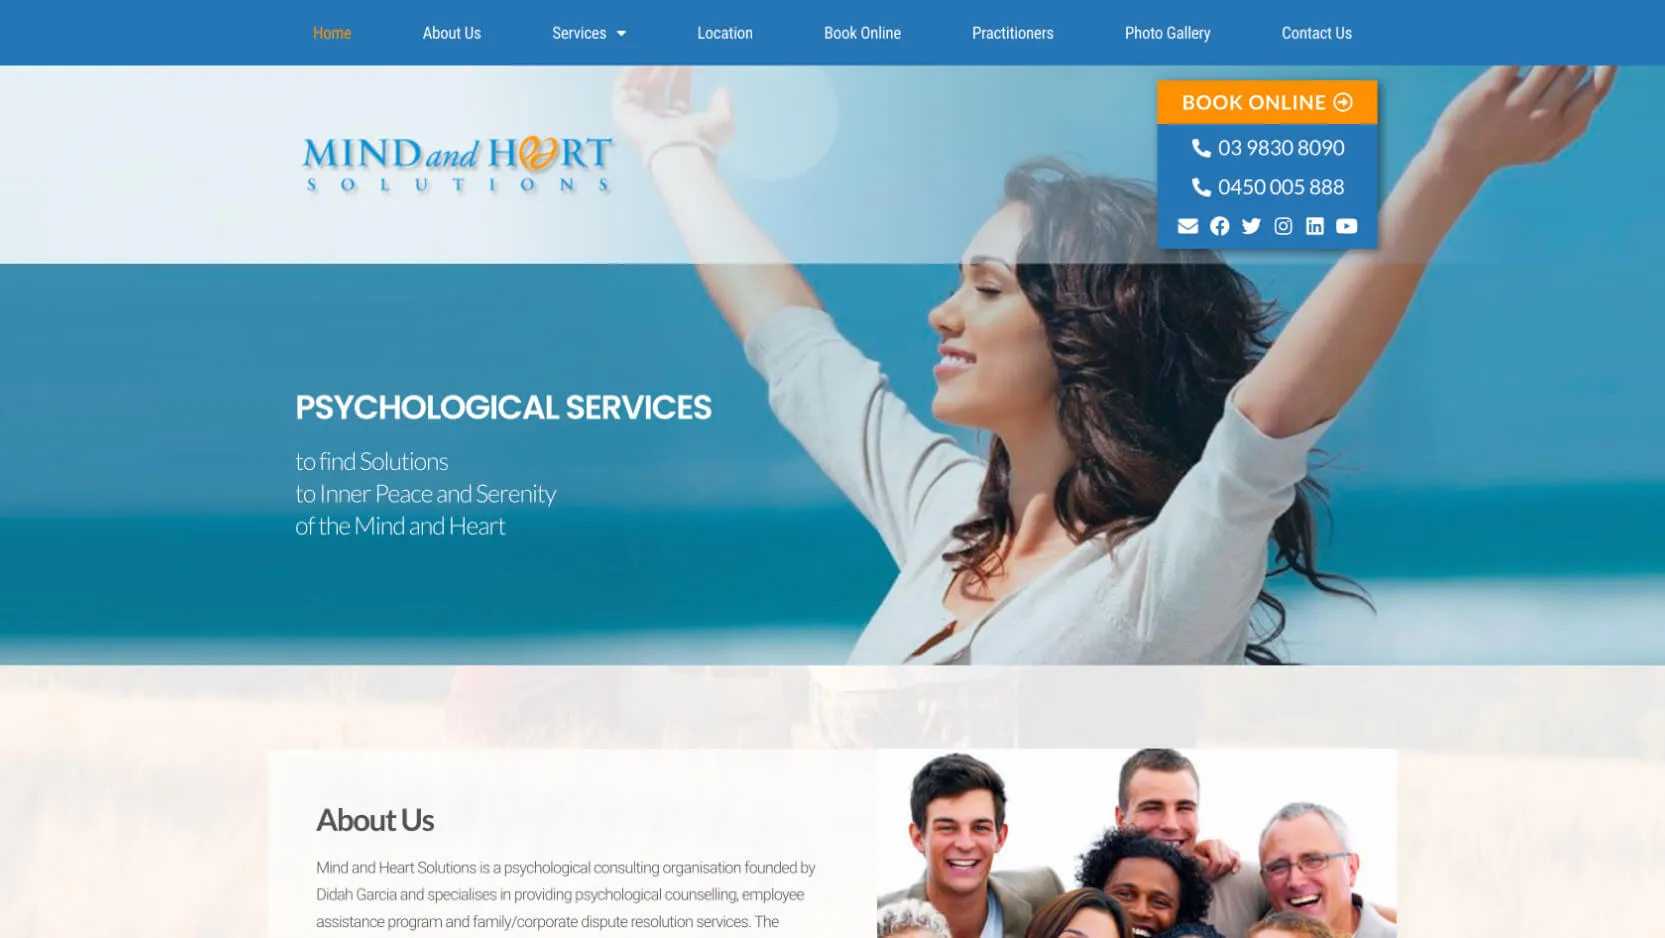 Home
About Us
Services
Location
Book Online
Practitioners
Photo Gallery
Contact Us
BOOK ONLINE
03 9830 8090
0450 005 888
MIND and HEART
SOLUTIONS
PSYCHOLOGICAL SERVICES
to find Solutions
to Inner Peace and Serenity
of the Mind and Heart
About Us
Mind and Heart Solutions is a psychological consulting organisation founded by
Didah Garcia and specialises in providing psychological counselling, employee
assistance program and family/corporate dispute resolution services. The